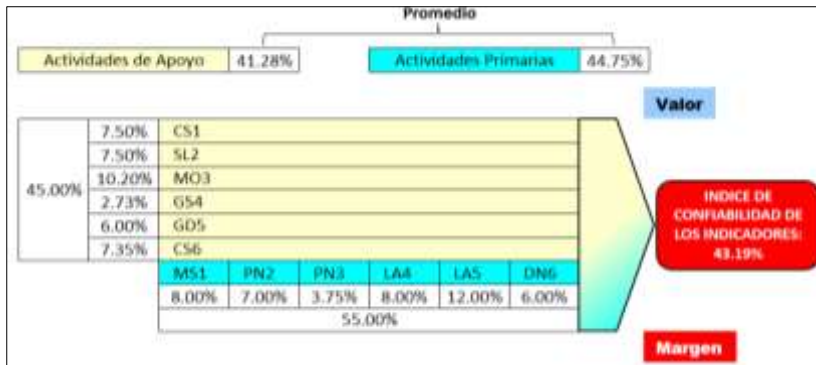 Promedio
Actividades de Apoyo 41.28% Actividades Primarias 44.75%
Valor
7.50% CS1
7.50% SL2
45.00% 10.20% MO3
2.73% GS4
6.00% GD5
7.35% CS6
INDICE DE
CONFIABILIDAD DE
LOS INDICADORES:
43.19%
MS1 PN2 PN3 LA4 LA5 DN6
8.00% 7.00% 3.75% 8.00% 12.00% 6.00%
55.00%
Margen